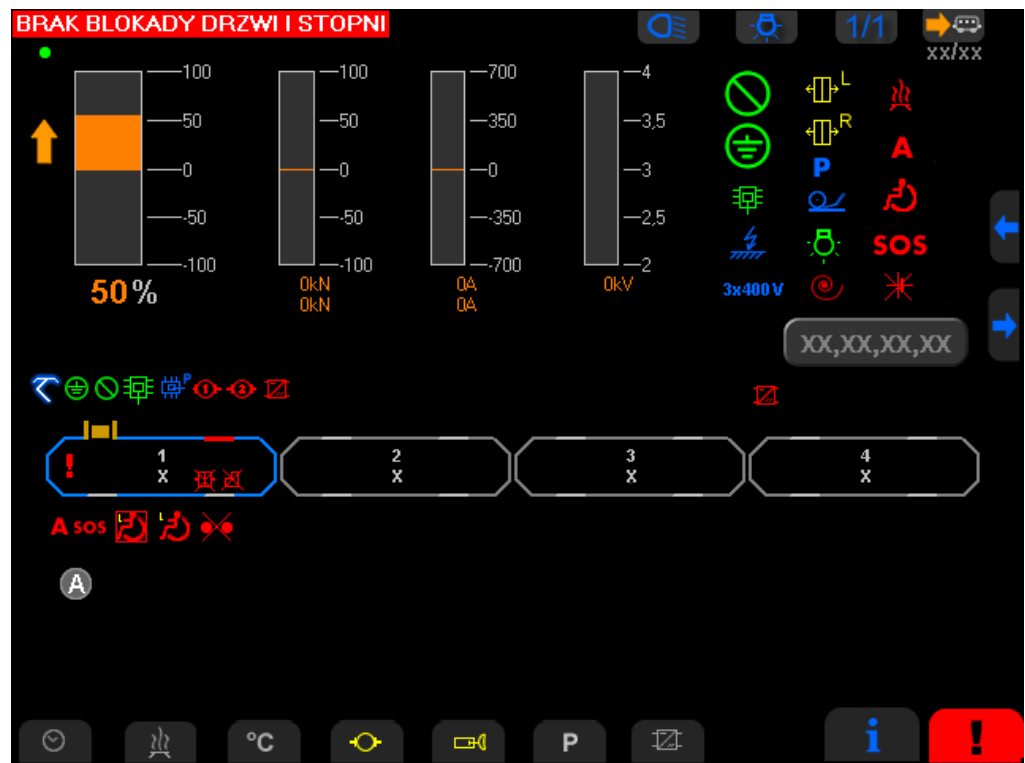 BRAK BLOKADY DRZWI I STOPNI
1/1
xx/xx
100 100 700 4
50 50 350 3,5
0 0 0 3
-50 -50 -350 2,5
-100 -100 -700 2
50%
0kN 0A 0kV
0kN 0A
L
R
P
A
SOS
3x400V
XX,XX,XX,XX
P 1 2
1 2 3 4
X X X X
!
A SOS L L
A
°C P i !